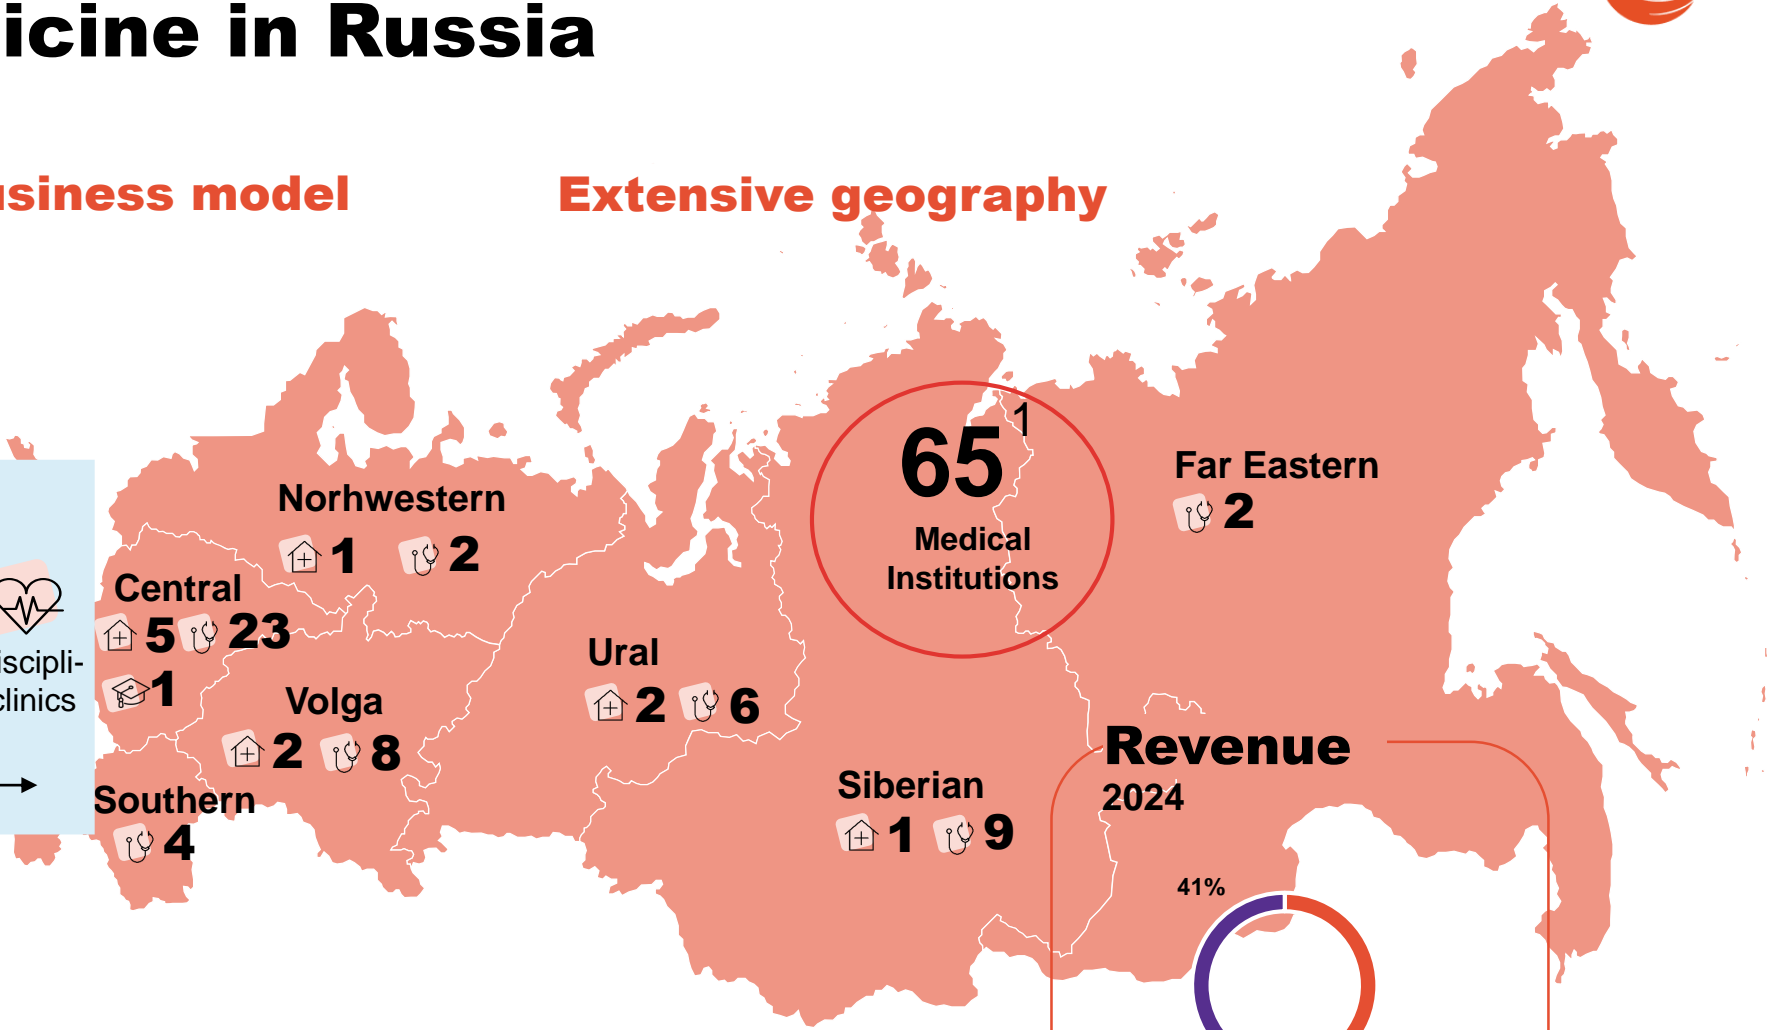 icine in Russia
usiness model
Extensive geography
65 1
Medical
Institutions
Far Eastern
2
Norhwestern
1 2
Central
5 23
1
Ural
2 6
Volga
2 8
Siberian
1 9
Southern
4
iscipli-
clinics
Revenue
2024
41%